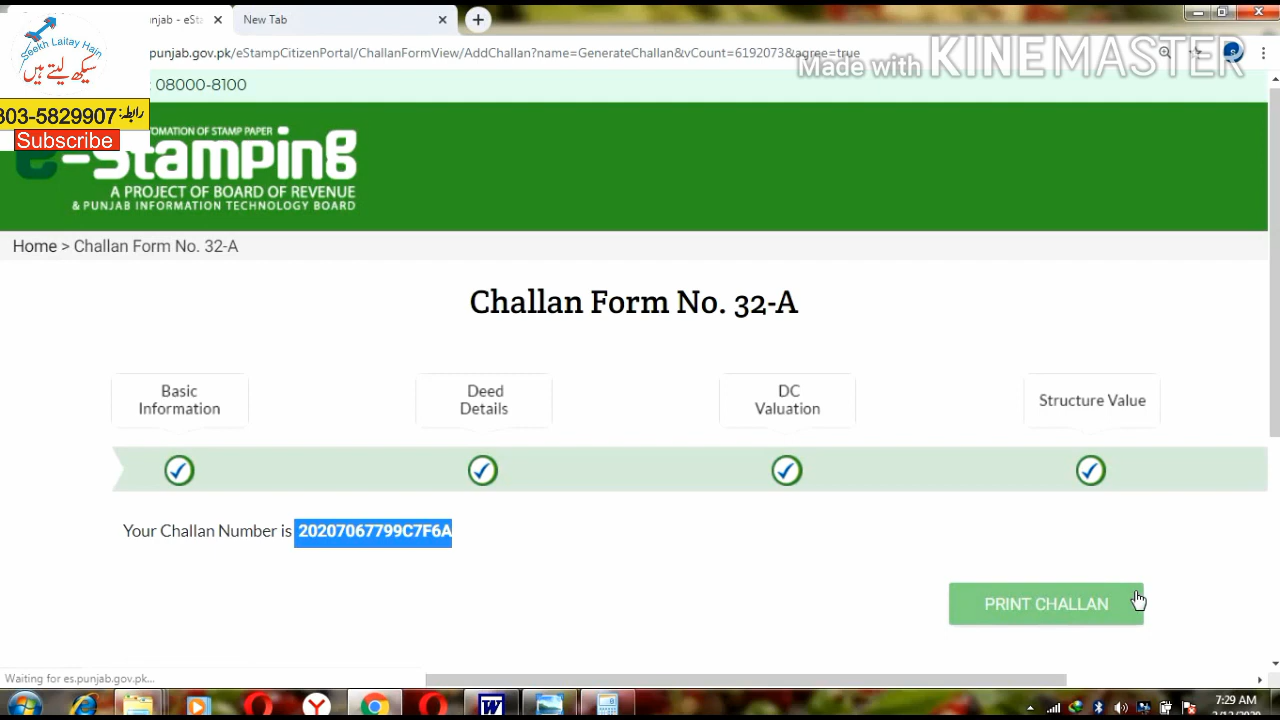 njab - eSta
New Tab
punjab.gov.pk/eStampCitizenPortal/ChallanFormView/AddChallan?name=GenerateChallan&vCount=6192073&agree=true
Made with KINEMASTER
Seekh Laitay Hain
سیکھ لیتے ہیں
: 08000-8100
303-5829907 رابطہ:
Subscribe
TOMATION OF STAMP PAPER
e-Stamping
A PROJECT OF BOARD OF REVENUE
& PUNJAB INFORMATION TECHNOLOGY BOARD
Home > Challan Form No. 32-A
Challan Form No. 32-A
Basic
Information
Deed
Details
DC
Valuation
Structure Value
Your Challan Number is 20207067799C7F6A
PRINT CHALLAN
Waiting for es.punjab.gov.pk...
7:29 AM